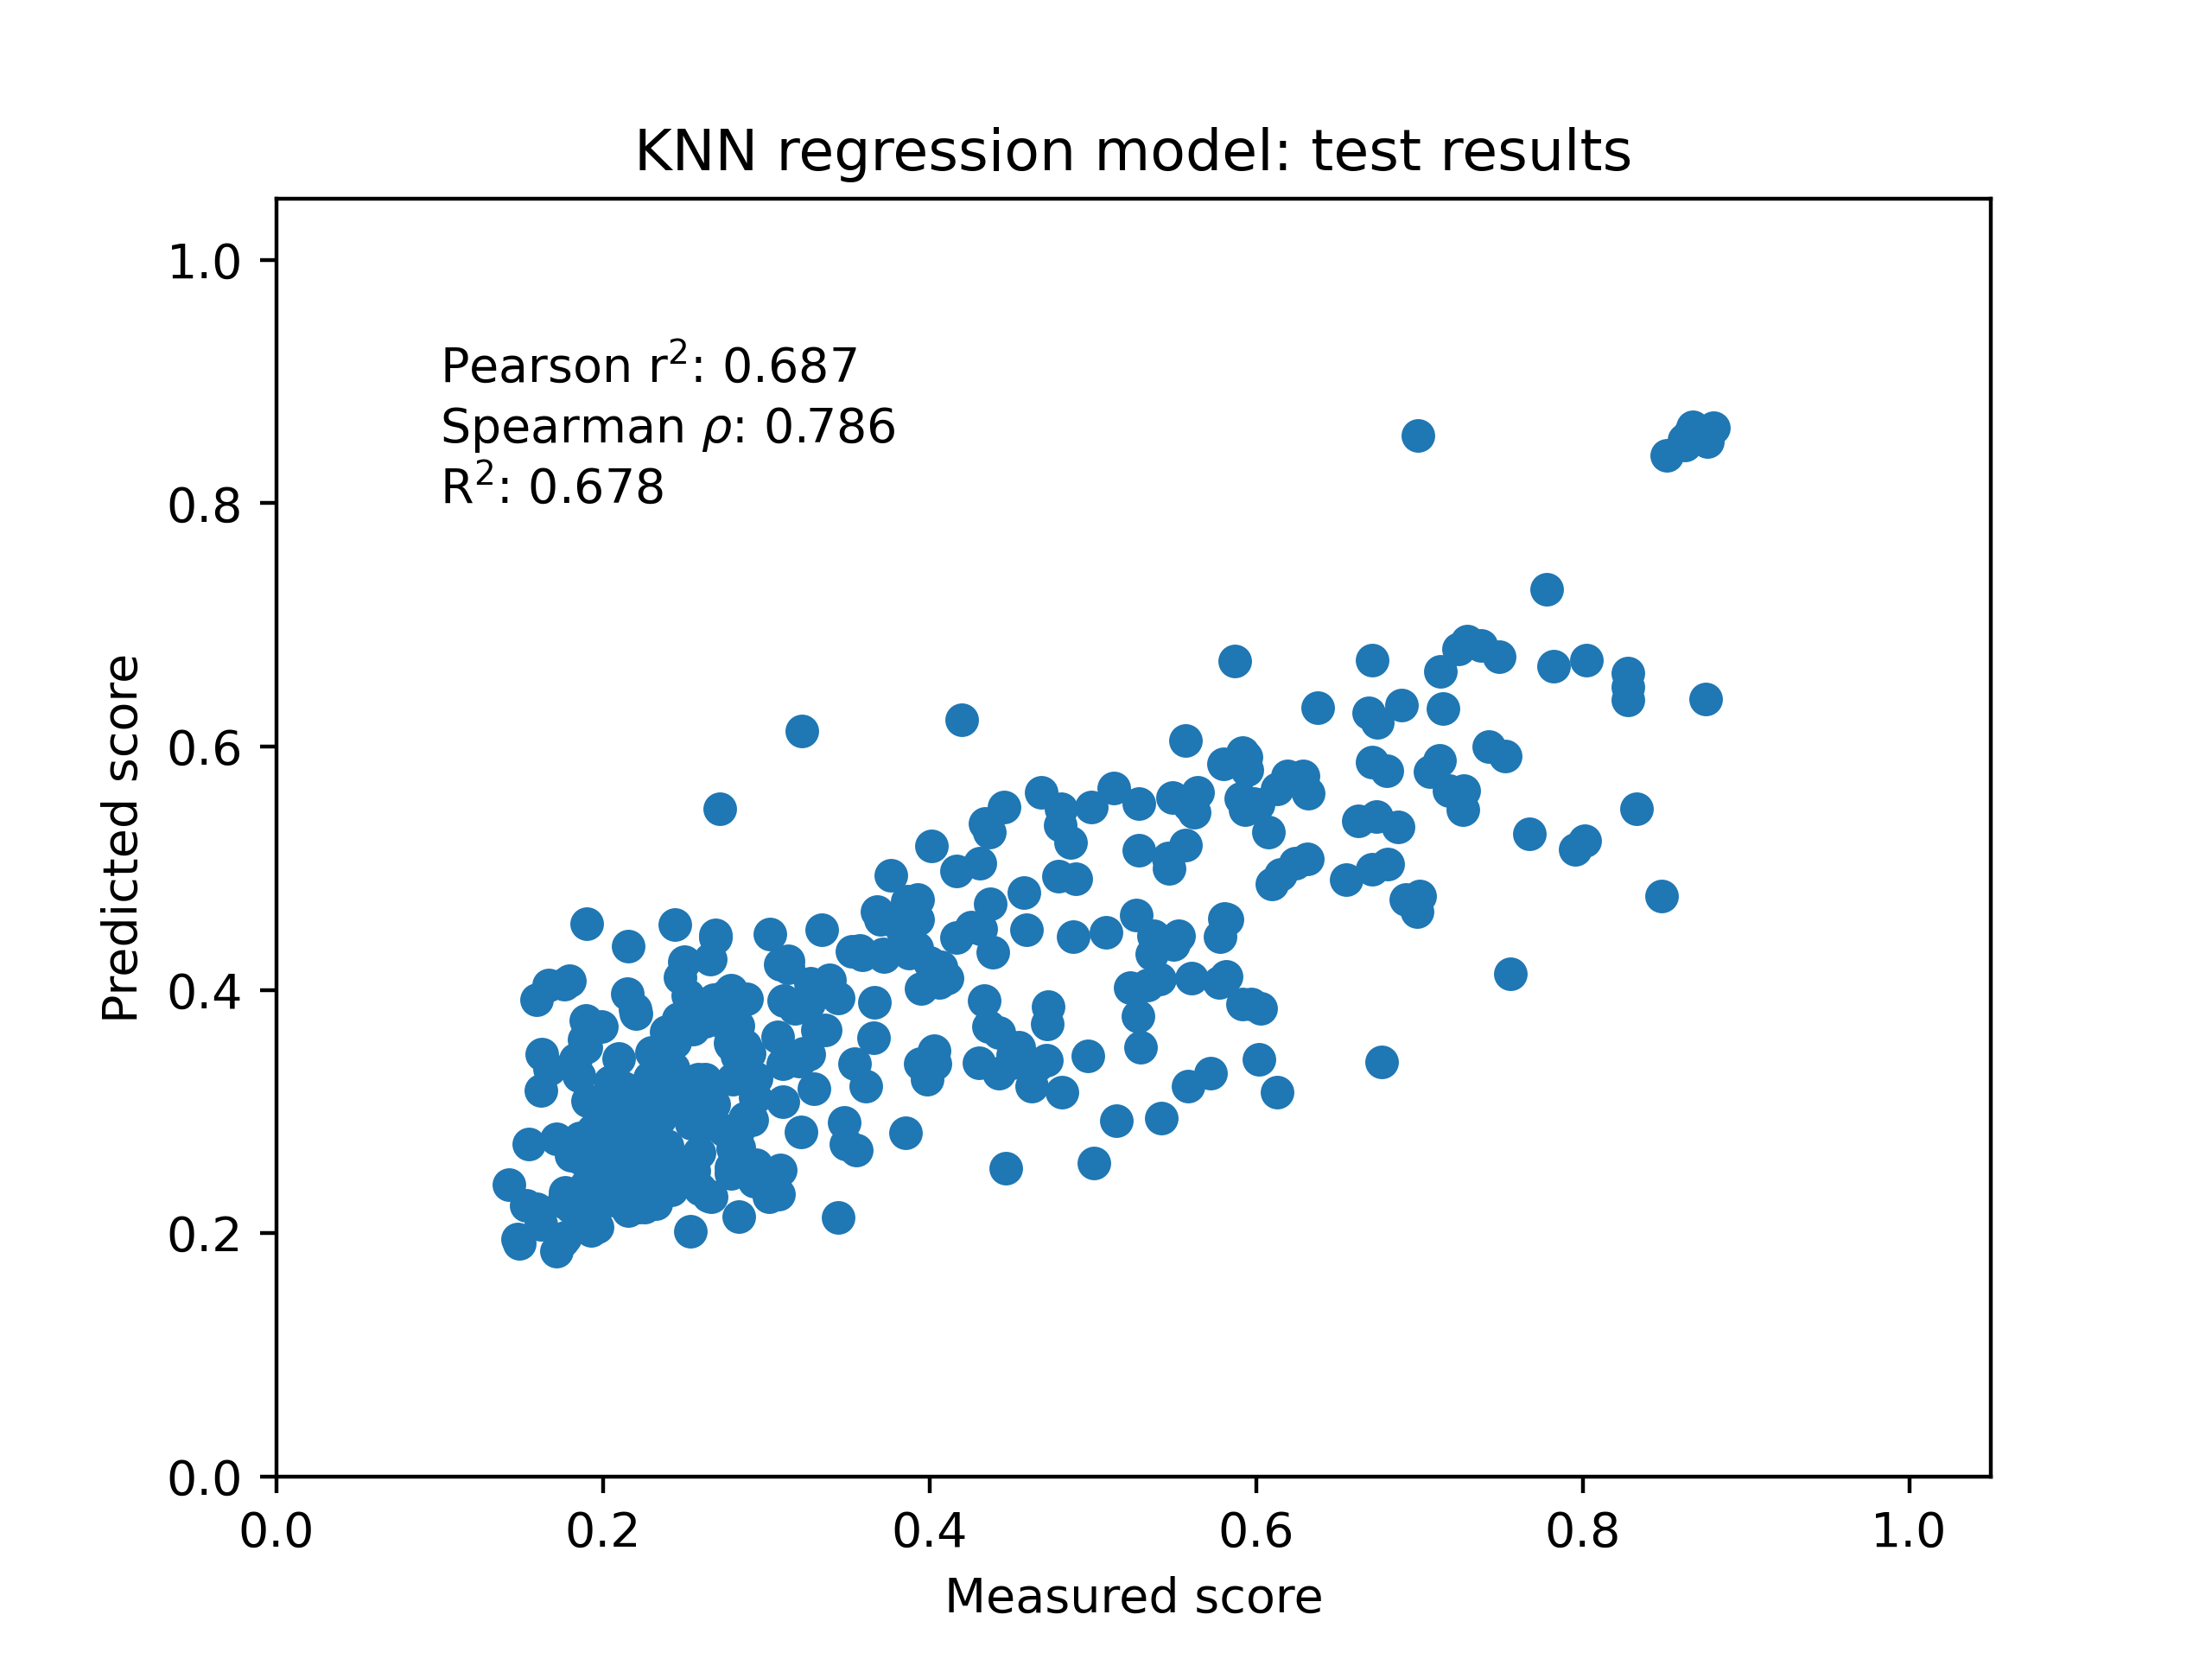 KNN regression model: test results
Pearson r²: 0.687
Spearman ρ: 0.786
R²: 0.678
Predicted score
1.0
0.8
0.6
0.4
0.2
0.0
0.0 0.2 0.4 0.6 0.8 1.0
Measured score